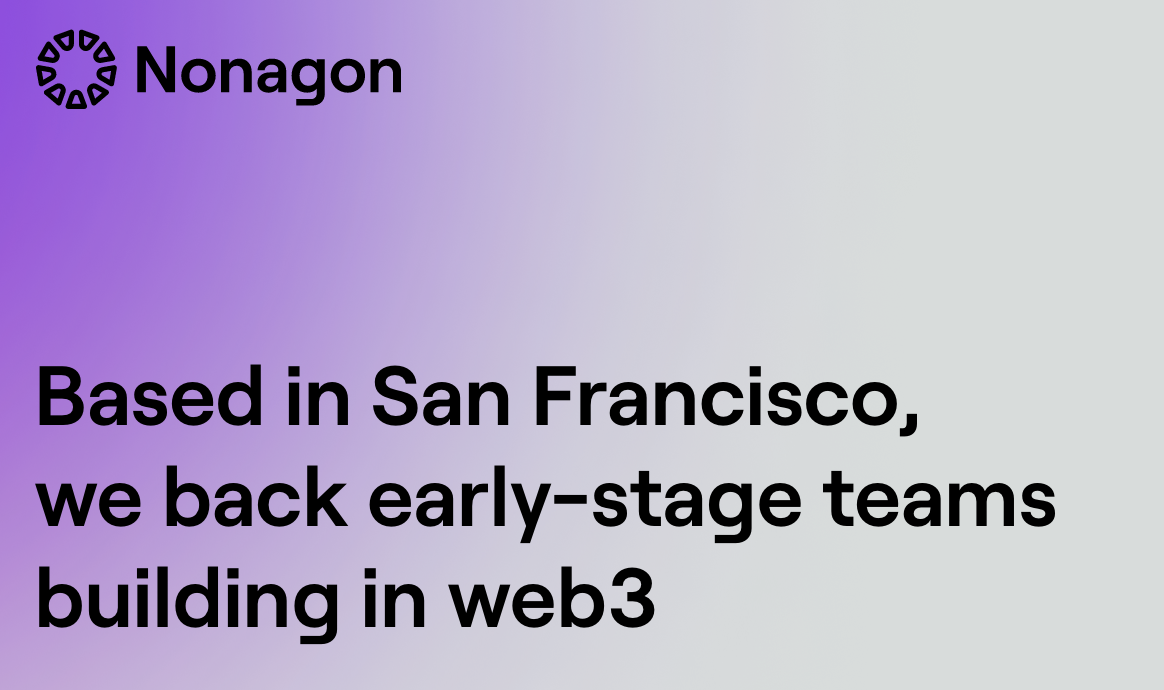 Nonagon
Based in San Francisco,
we back early-stage teams
building in web3